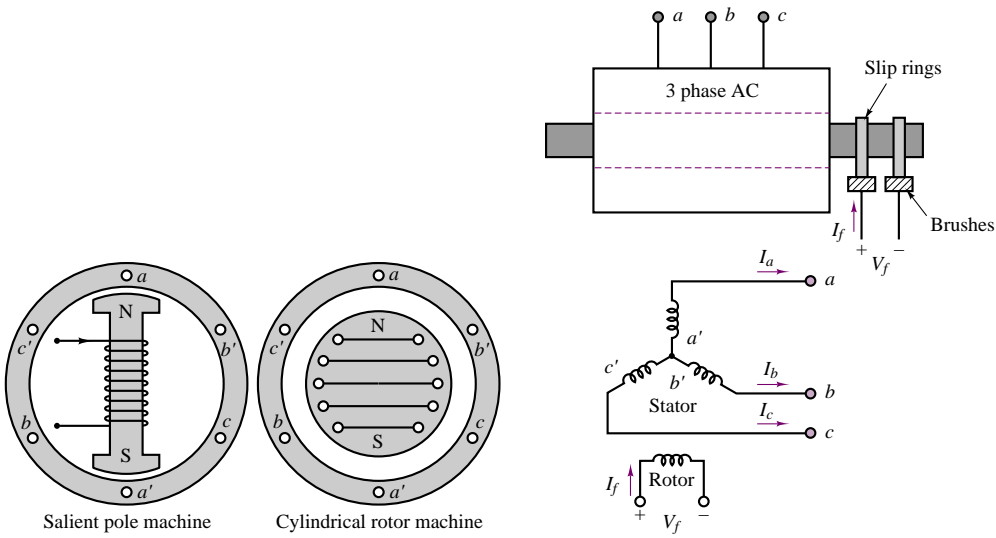 a b c
Slip rings
3 phase AC
I_f
+ V_f −
Brushes
a
N
c' b'
b c
S
a'
Salient pole machine
a
N
c' b'
b c
S
a'
Cylindrical rotor machine
I_a a
a'
c' b'
I_b b
Stator
I_c c
Rotor
I_f
+ V_f −